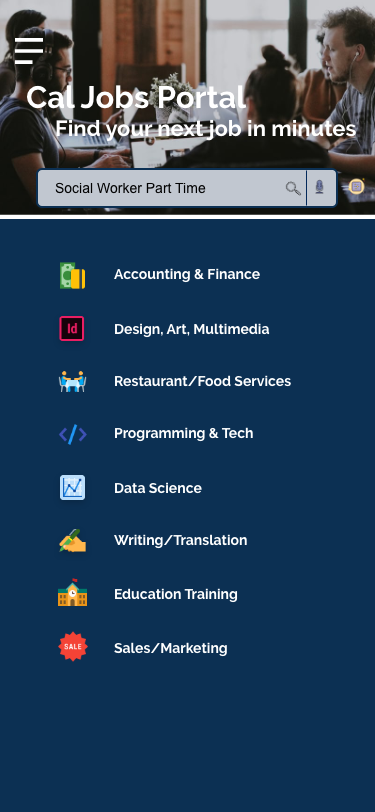 Cal Jobs Portal
Find your next job in minutes
Social Worker Part Time
Accounting & Finance
Id
Design, Art, Multimedia
Restaurant/Food Services
Programming & Tech
Data Science
Writing/Translation
Education Training
SALE
Sales/Marketing